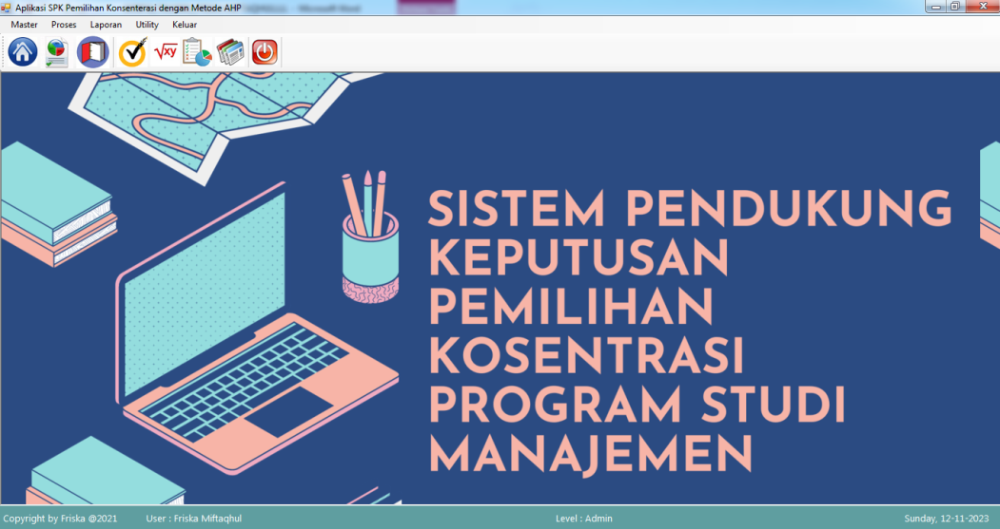 Aplikasi SPK Pemilihan Konsenterasi dengan Metode AHP
Master Proses Laporan Utility Keluar
√xy
SISTEM PENDUKUNG
KEPUTUSAN
PEMILIHAN
KOSENTRASI
PROGRAM STUDI
MANAJEMEN
Copyright by Friska @2021 User : Friska Miftaqhul Level : Admin Sunday, 12-11-2023